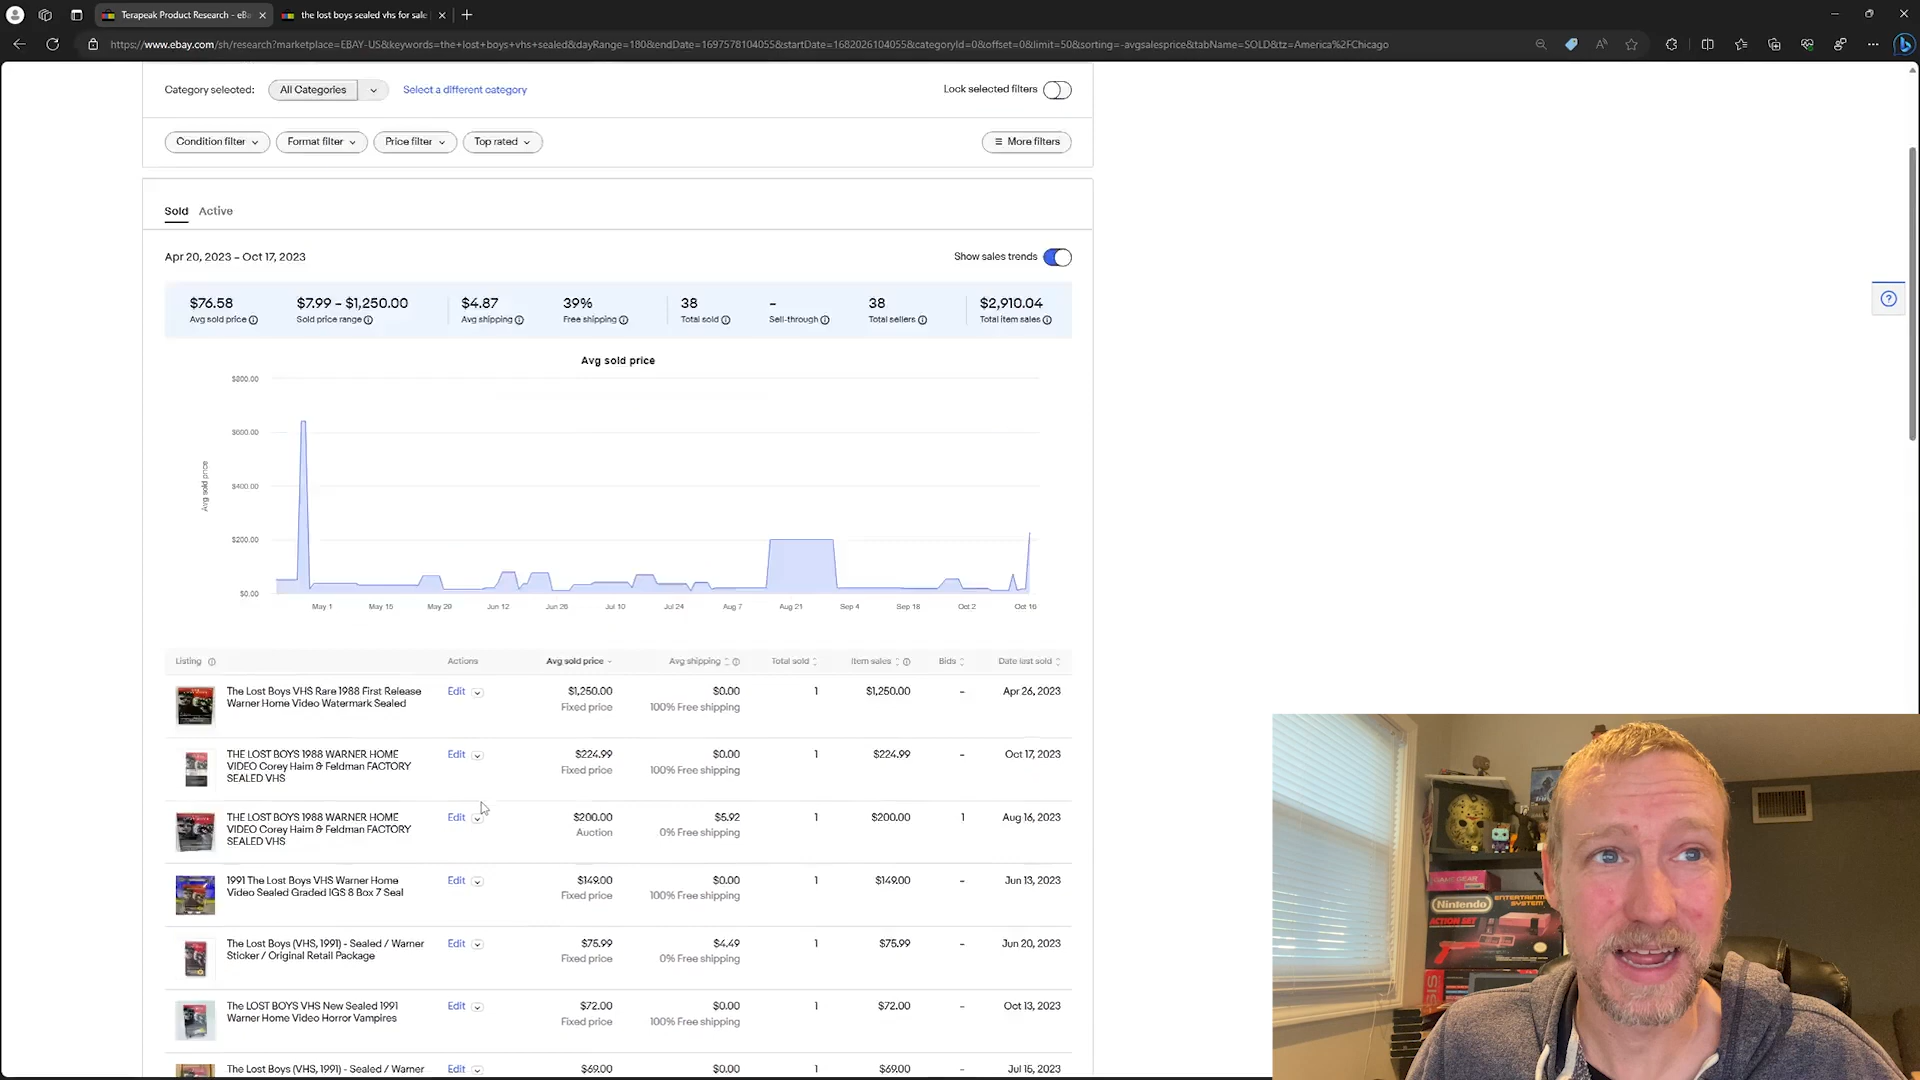 Terapeak Product Research - eBa
the lost boys sealed vhs for sale
https://www.ebay.com/sh/research?marketplace=EBAY-US&keywords=the+lost+boys+vhs+sealed&dayRange=180&endDate=1697578104055&startDate=1682026104055&categoryId=0&offset=0&limit=50&sorting=-avgsalesprice&tabName=SOLD&tz=America%2FChicago
Category selected: All Categories Select a different category Lock selected filters
Condition filter Format filter Price filter Top rated More filters
Sold Active
Apr 20, 2023 – Oct 17, 2023 Show sales trends
$76.58 $7.99 – $1,250.00 $4.87 39% 38 – 38 $2,910.04
Avg sold price Sold price range Avg shipping Free shipping Total sold Sell-through Total sellers Total item sales
Avg sold price
$800.00
$600.00
$400.00
$200.00
$0.00
Avg sold price
May 1 May 15 May 29 Jun 12 Jun 26 Jul 10 Jul 24 Aug 7 Aug 21 Sep 4 Sep 18 Oct 2 Oct 16
Listing Actions Avg sold price Avg shipping Total sold Item sales Bids Date last sold
The Lost Boys VHS Rare 1988 First Release Edit $1,250.00 $0.00 1 $1,250.00 – Apr 26, 2023
Warner Home Video Watermark Sealed Fixed price 100% Free shipping
THE LOST BOYS 1988 WARNER HOME Edit $224.99 $0.00 1 $224.99 – Oct 17, 2023
VIDEO Corey Haim & Feldman FACTORY Fixed price 100% Free shipping
SEALED VHS
THE LOST BOYS 1988 WARNER HOME Edit $200.00 $5.92 1 $200.00 1 Aug 16, 2023
VIDEO Corey Haim & Feldman FACTORY Auction 0% Free shipping
SEALED VHS
1991 The Lost Boys VHS Warner Home Edit $149.00 $0.00 1 $149.00 – Jun 13, 2023
Video Sealed Graded IGS 8 Box 7 Seal Fixed price 100% Free shipping
The Lost Boys (VHS, 1991) - Sealed / Warner Edit $75.99 $4.49 1 $75.99 – Jun 20, 2023
Sticker / Original Retail Package Fixed price 0% Free shipping
The LOST BOYS VHS New Sealed 1991 Edit $72.00 $0.00 1 $72.00 – Oct 13, 2023
Warner Home Video Horror Vampires Fixed price 100% Free shipping
The Lost Boys (VHS, 1991) - Sealed / Warner Edit $69.00 $0.00 1 $69.00 – Jul 15, 2023
GAME GEAR
Nintendo ENTERTAINMENT
SYSTEM
ACTION SET